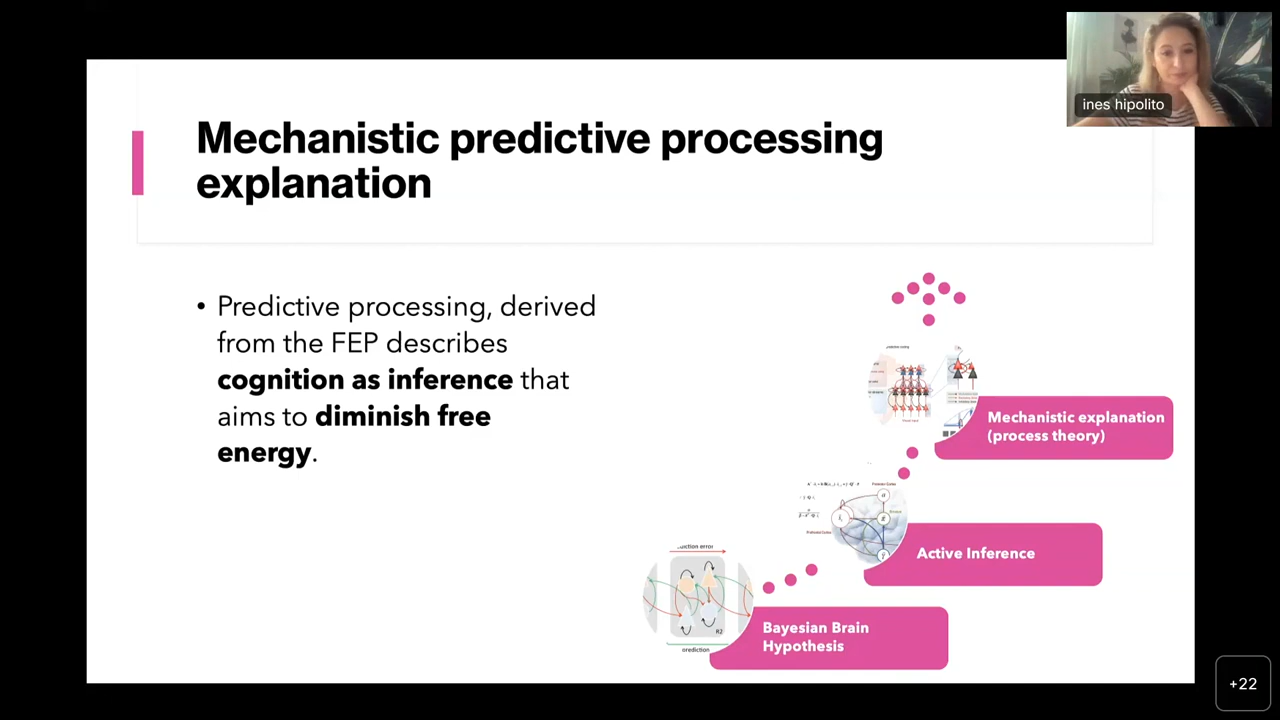 ines hipolito
Mechanistic predictive processing
explanation
• Predictive processing, derived
from the FEP describes
cognition as inference that
aims to diminish free
energy.
Mechanistic explanation
(process theory)
Active Inference
R2
prediction
Bayesian Brain
Hypothesis
+22